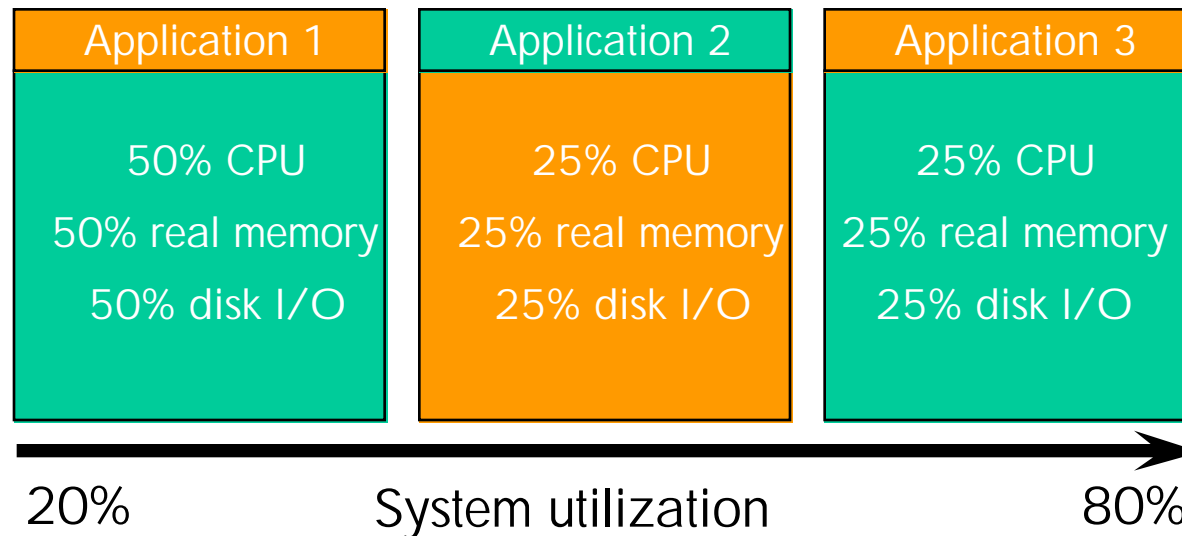 Application 1
50% CPU
50% real memory
50% disk I/O
Application 2
25% CPU
25% real memory
25% disk I/O
Application 3
25% CPU
25% real memory
25% disk I/O
20%
System utilization
80%